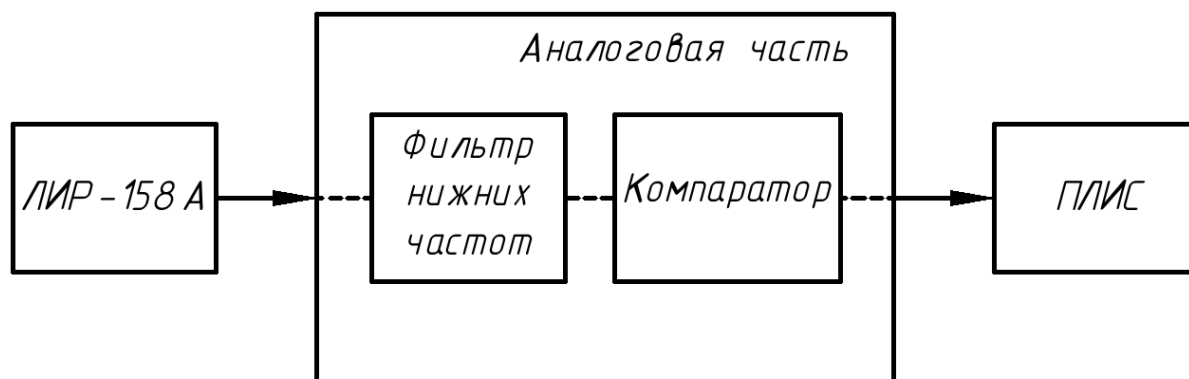 Аналоговая часть
ЛИР-158 А
Фильтр
нижних
частот
Компаратор
ПЛИС